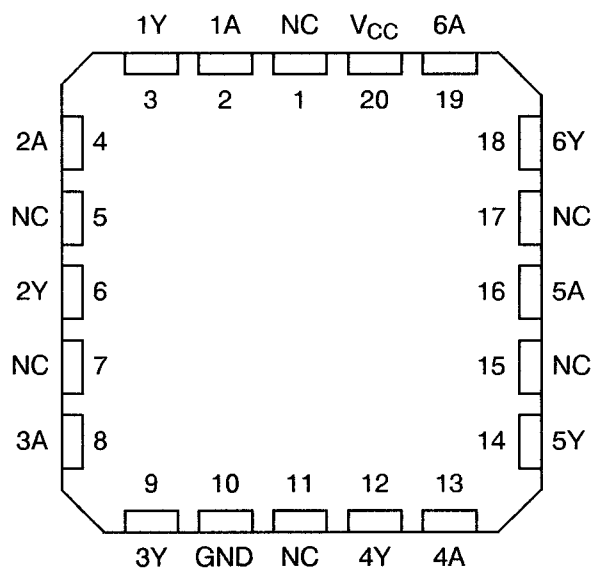 1Y 1A NC VCC 6A
3 2 1 20 19
2A 4 18 6Y
NC 5 17 NC
2Y 6 16 5A
NC 7 15 NC
3A 8 14 5Y
9 10 11 12 13
3Y GND NC 4Y 4A